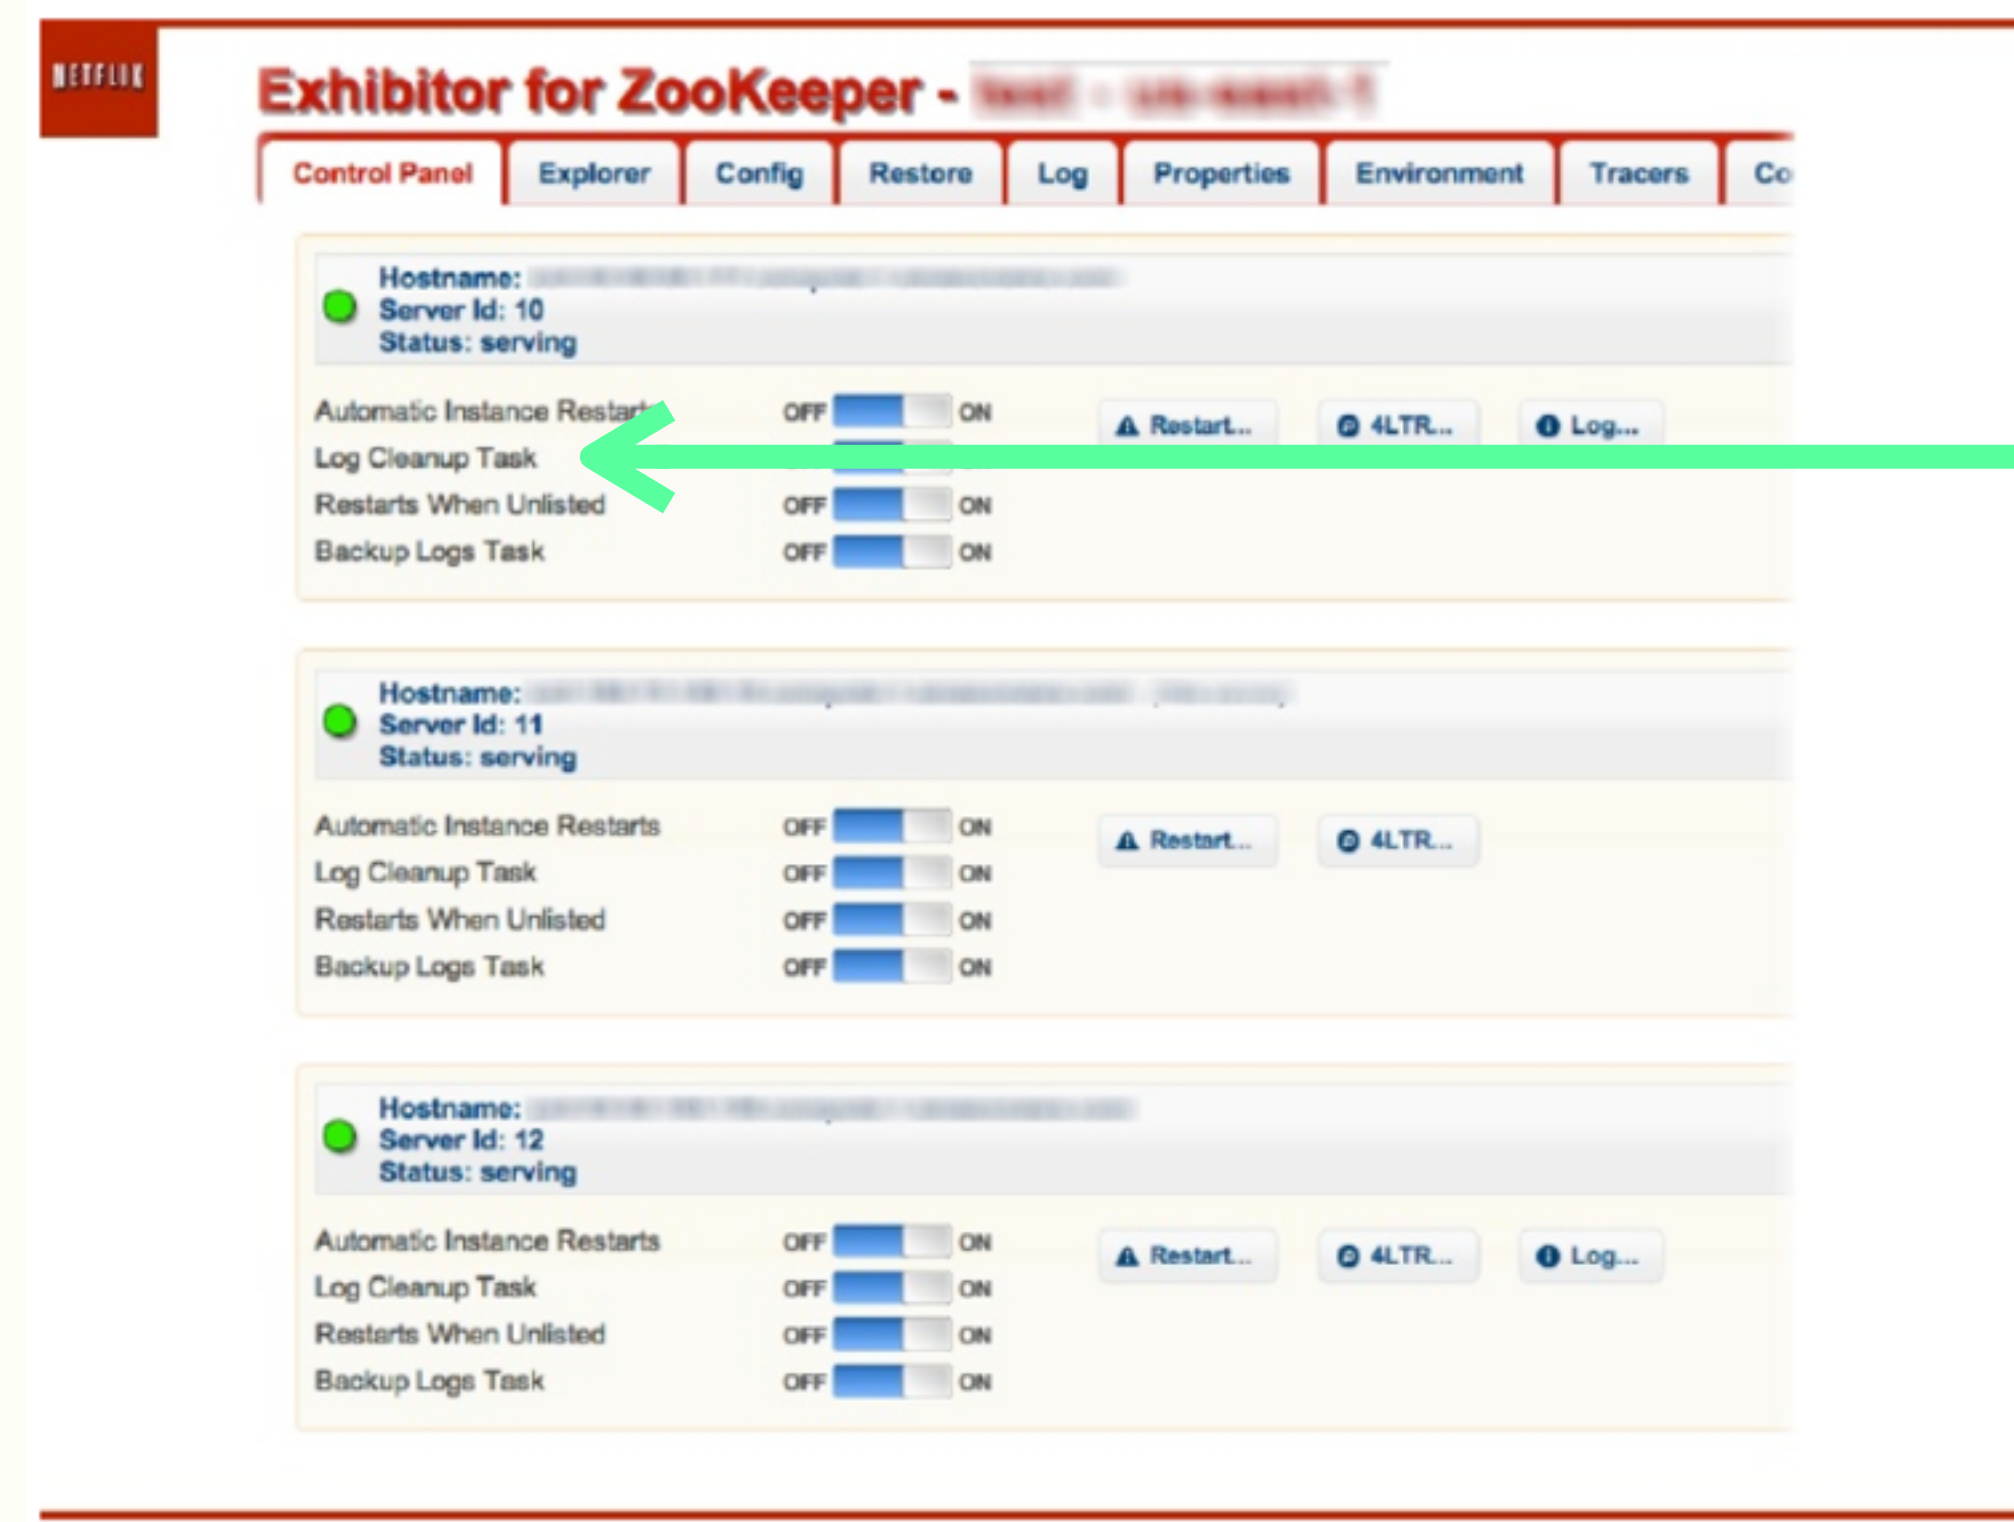 NETFLIX
Exhibitor for ZooKeeper -
Control Panel Explorer Config Restore Log Properties Environment Tracers Co
Hostname:
Server Id: 10
Status: serving
Automatic Instance Restarts OFF ON Restart... 4LTR... Log...
Log Cleanup Task
Restarts When Unlisted OFF ON
Backup Logs Task OFF ON
Hostname:
Server Id: 11
Status: serving
Automatic Instance Restarts OFF ON Restart... 4LTR...
Log Cleanup Task OFF ON
Restarts When Unlisted OFF ON
Backup Logs Task OFF ON
Hostname:
Server Id: 12
Status: serving
Automatic Instance Restarts OFF ON Restart... 4LTR... Log...
Log Cleanup Task OFF ON
Restarts When Unlisted OFF ON
Backup Logs Task OFF ON